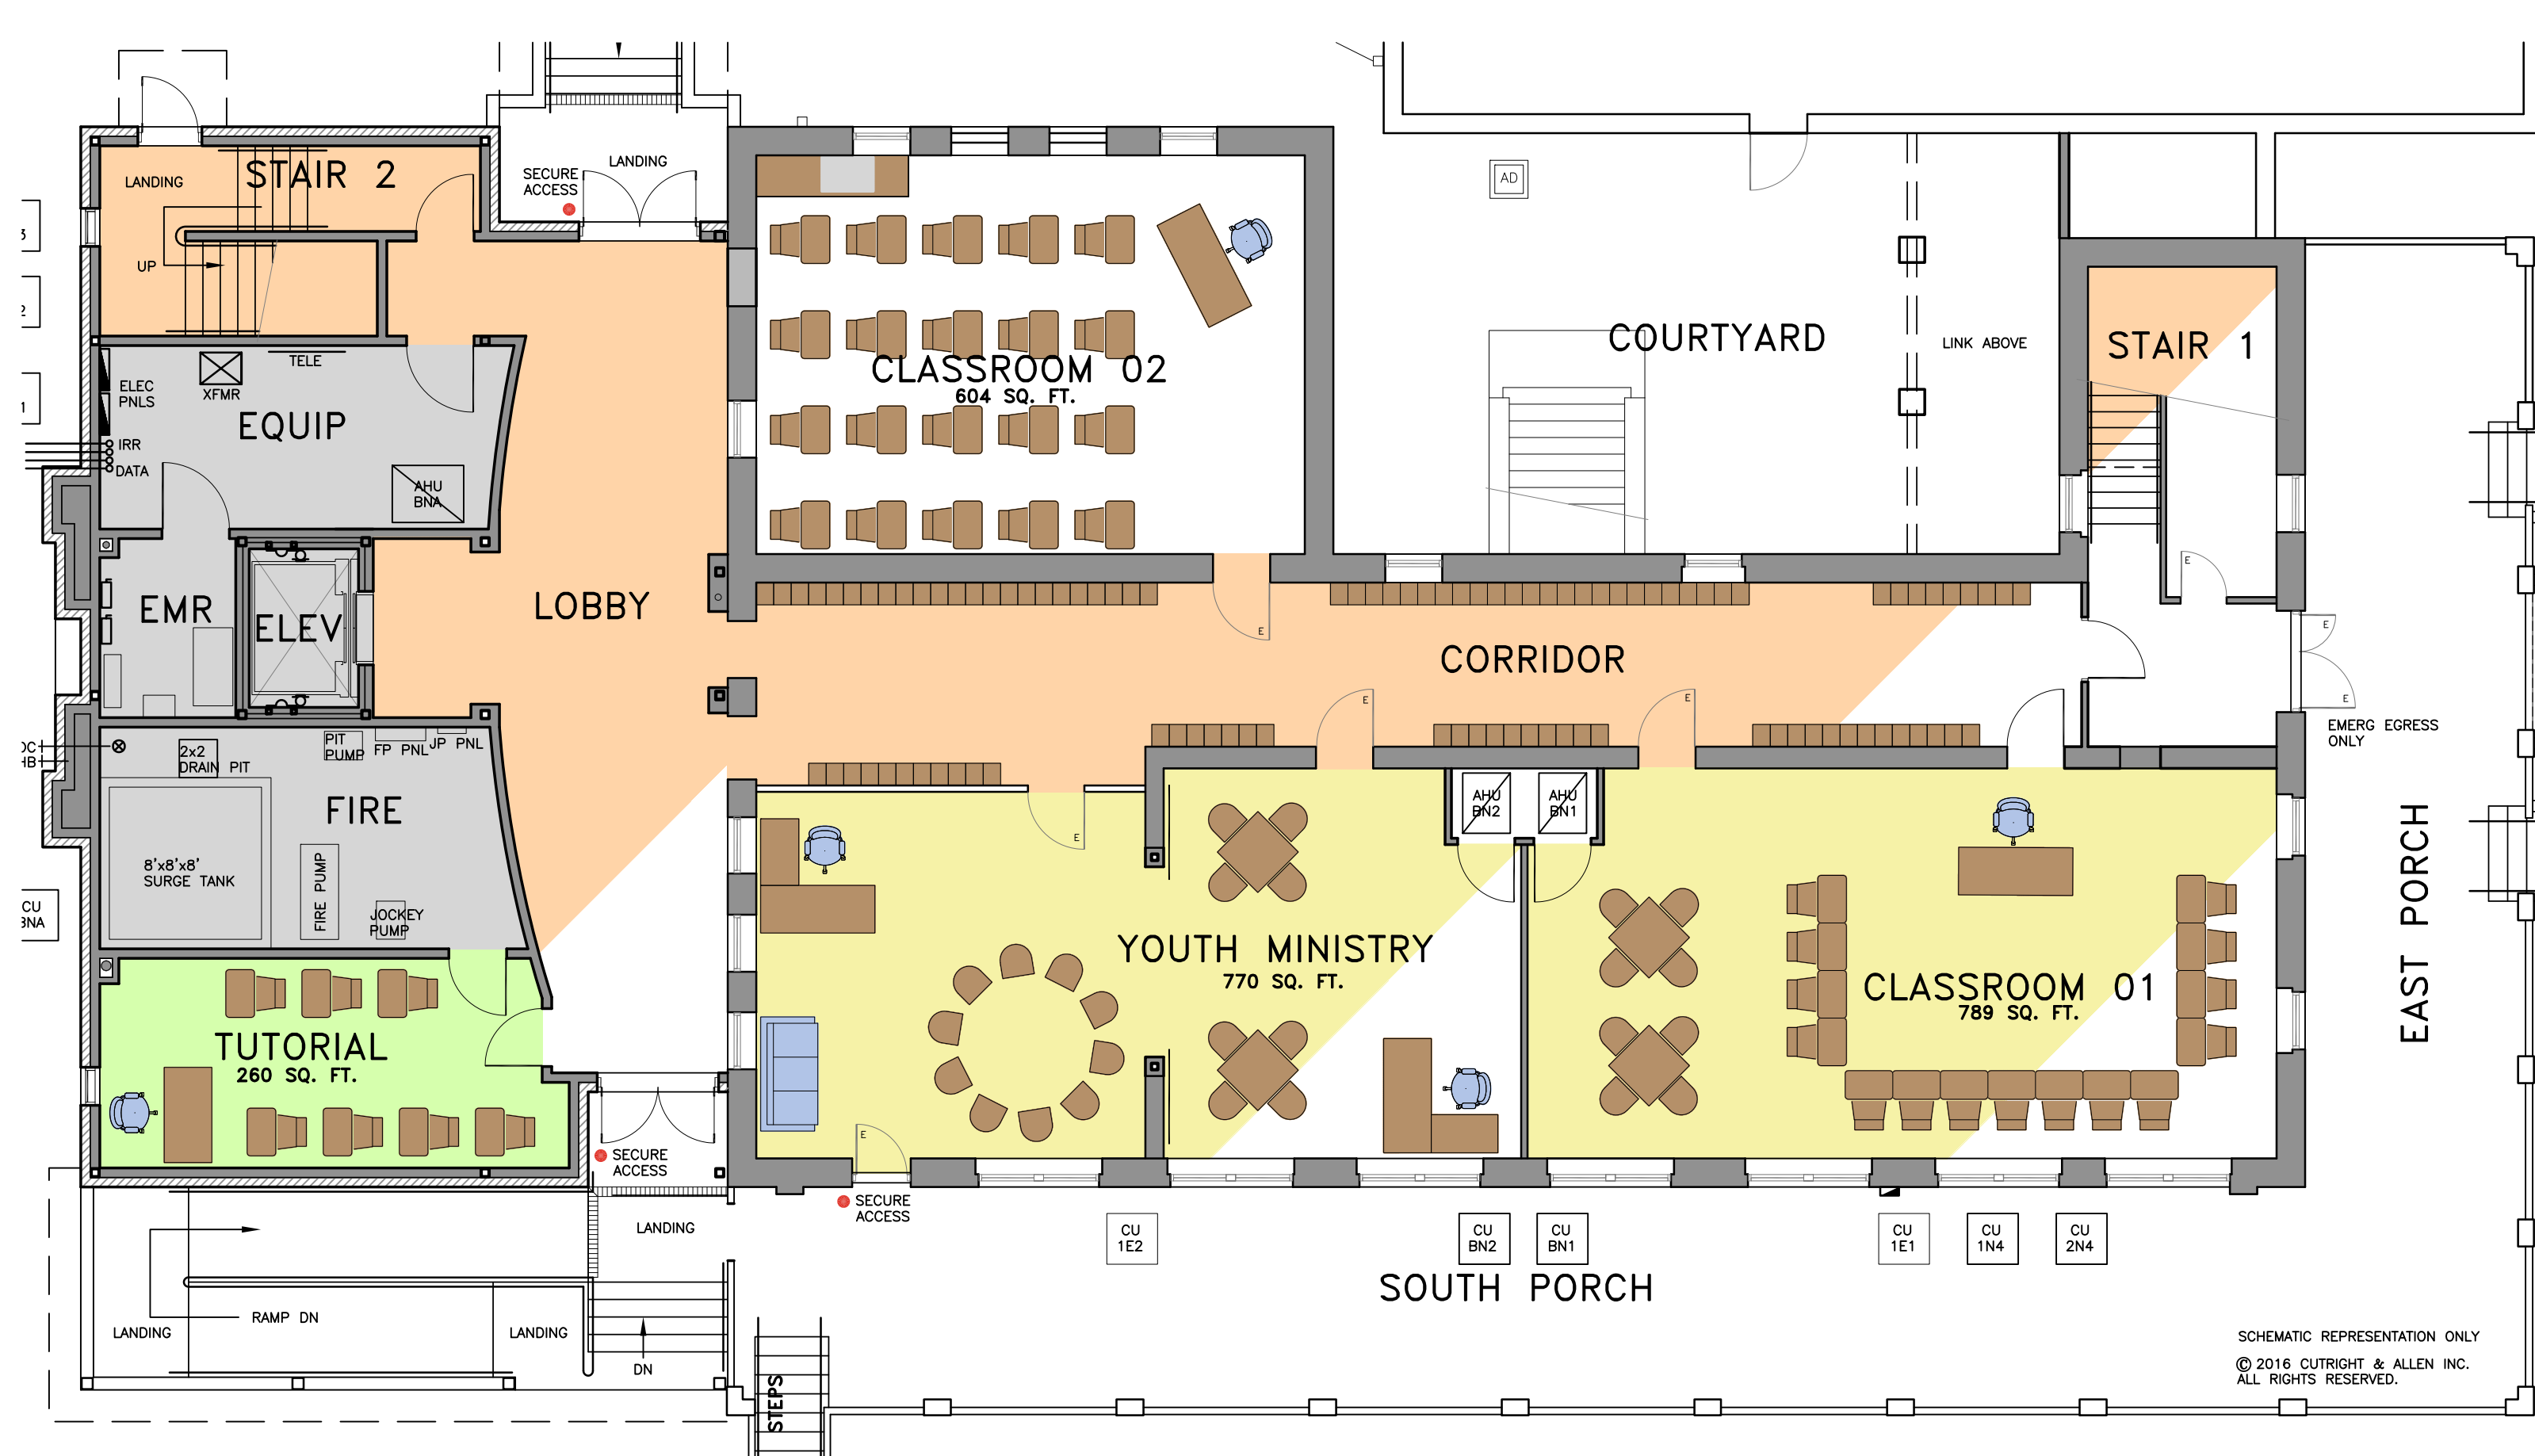 STAIR 2
LANDING
UP
SECURE
ACCESS
LANDING
AD
3
2
1
ELEC
PNLS
XFMR
TELE
EQUIP
IRR
DATA
AHU
BNA
CLASSROOM 02
604 SQ. FT.
COURTYARD
LINK ABOVE
STAIR 1
E
EMR
ELEV
LOBBY
E
CORRIDOR
E
E
E
E
EMERG EGRESS
ONLY
2x2
DRAIN PIT
PIT
PUMP
FP PNL
JP PNL
FIRE
8'x8'x8'
SURGE TANK
FIRE PUMP
JOCKEY
PUMP
CU
BNA
E
AHU
BN2
AHU
BN1
YOUTH MINISTRY
770 SQ. FT.
CLASSROOM 01
789 SQ. FT.
EAST PORCH
TUTORIAL
260 SQ. FT.
E
SECURE
ACCESS
SECURE
ACCESS
LANDING
CU
1E2
CU
BN2
CU
BN1
CU
1E1
CU
1N4
CU
2N4
SOUTH PORCH
LANDING
RAMP DN
LANDING
DN
STEPS
SCHEMATIC REPRESENTATION ONLY
© 2016 CUTRIGHT & ALLEN INC.
ALL RIGHTS RESERVED.